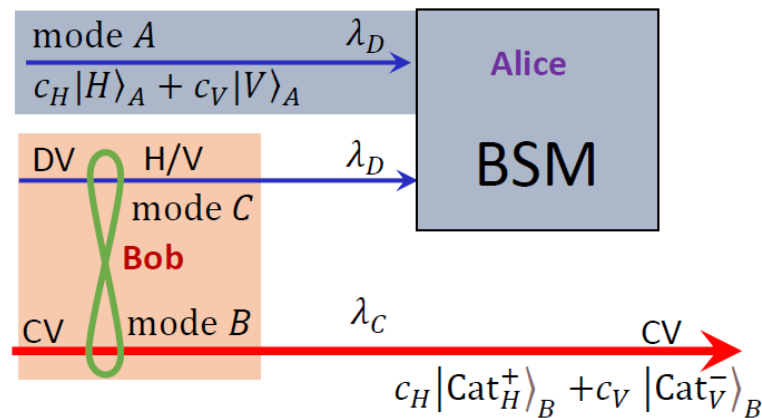 mode A λ_D
c_H|H⟩_A + c_V|V⟩_A
Alice
BSM
DV H/V λ_D
mode C
Bob
CV mode B λ_C CV
c_H|Cat_H^+⟩_B + c_V |Cat_V^-⟩_B